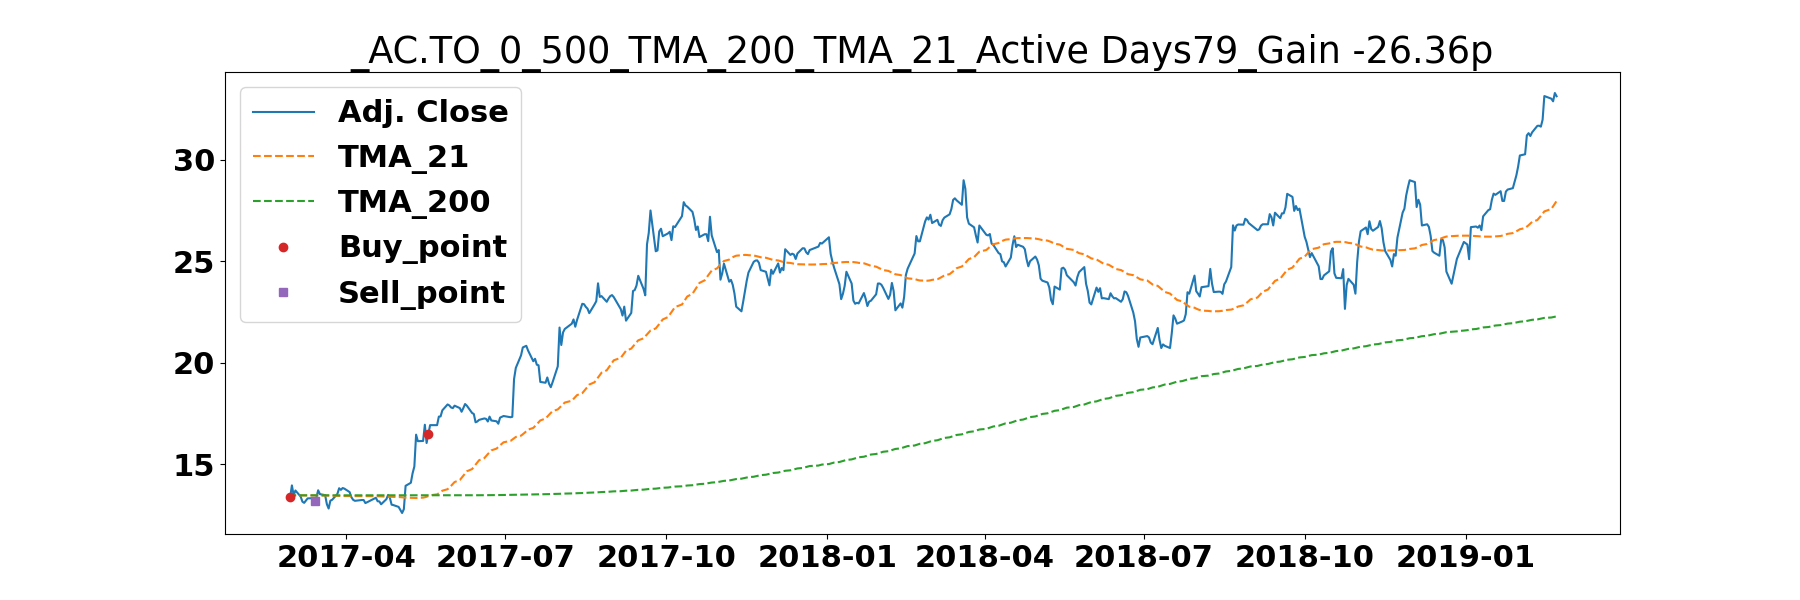 _AC.TO_0_500_TMA_200_TMA_21_Active Days79_Gain -26.36p
Adj. Close
TMA_21
TMA_200
Buy_point
Sell_point
30
25
20
15
2017-04 2017-07 2017-10 2018-01 2018-04 2018-07 2018-10 2019-01